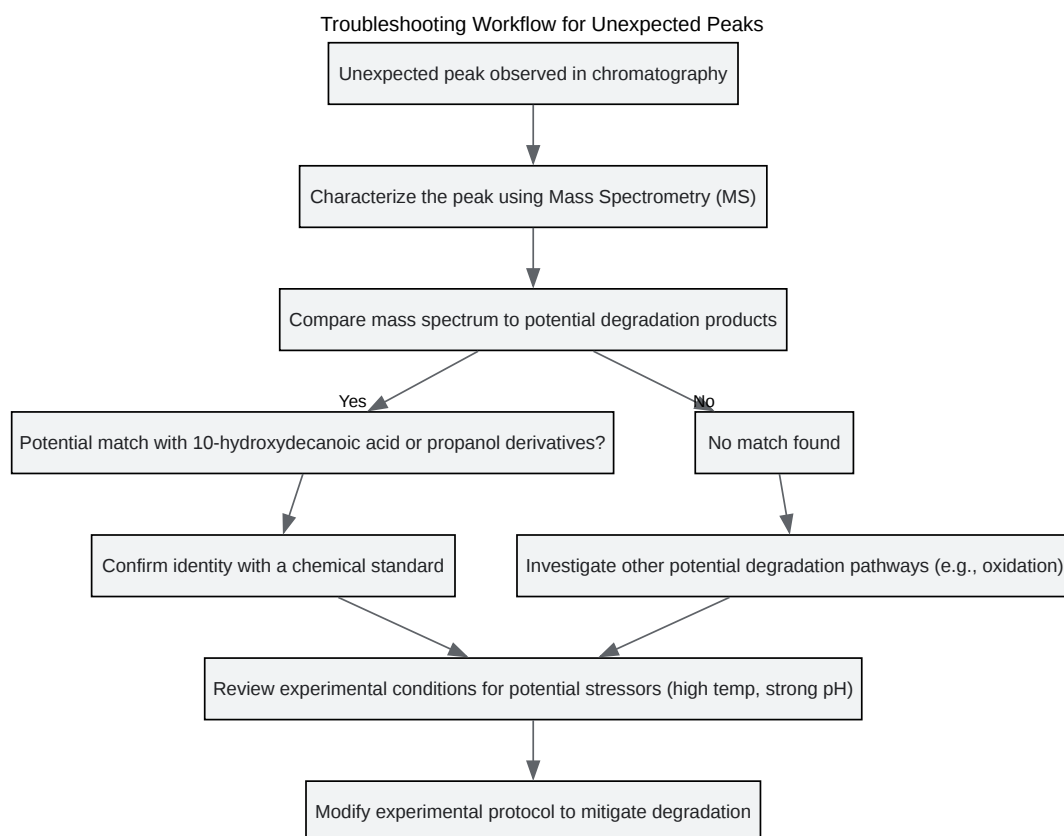 Troubleshooting Workflow for Unexpected Peaks
Unexpected peak observed in chromatography
Characterize the peak using Mass Spectrometry (MS)
Compare mass spectrum to potential degradation products
Yes
No
Potential match with 10-hydroxydecanoic acid or propanol derivatives?
No match found
Confirm identity with a chemical standard
Investigate other potential degradation pathways (e.g., oxidation)
Review experimental conditions for potential stressors (high temp, strong pH)
Modify experimental protocol to mitigate degradation